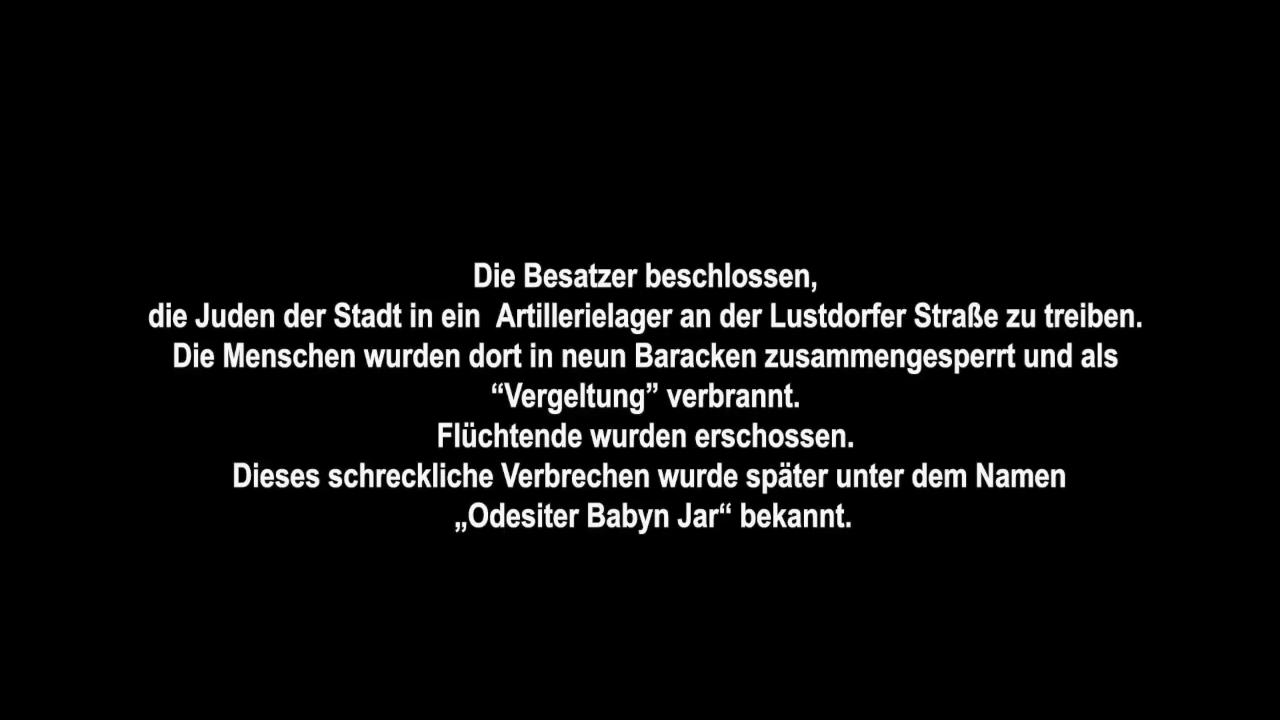 Die Besatzer beschlossen,
die Juden der Stadt in ein  Artillerielager an der Lustdorfer Straße zu treiben.
Die Menschen wurden dort in neun Baracken zusammengesperrt und als
“Vergeltung” verbrannt.
Flüchtende wurden erschossen.
Dieses schreckliche Verbrechen wurde später unter dem Namen
„Odesiter Babyn Jar“ bekannt.